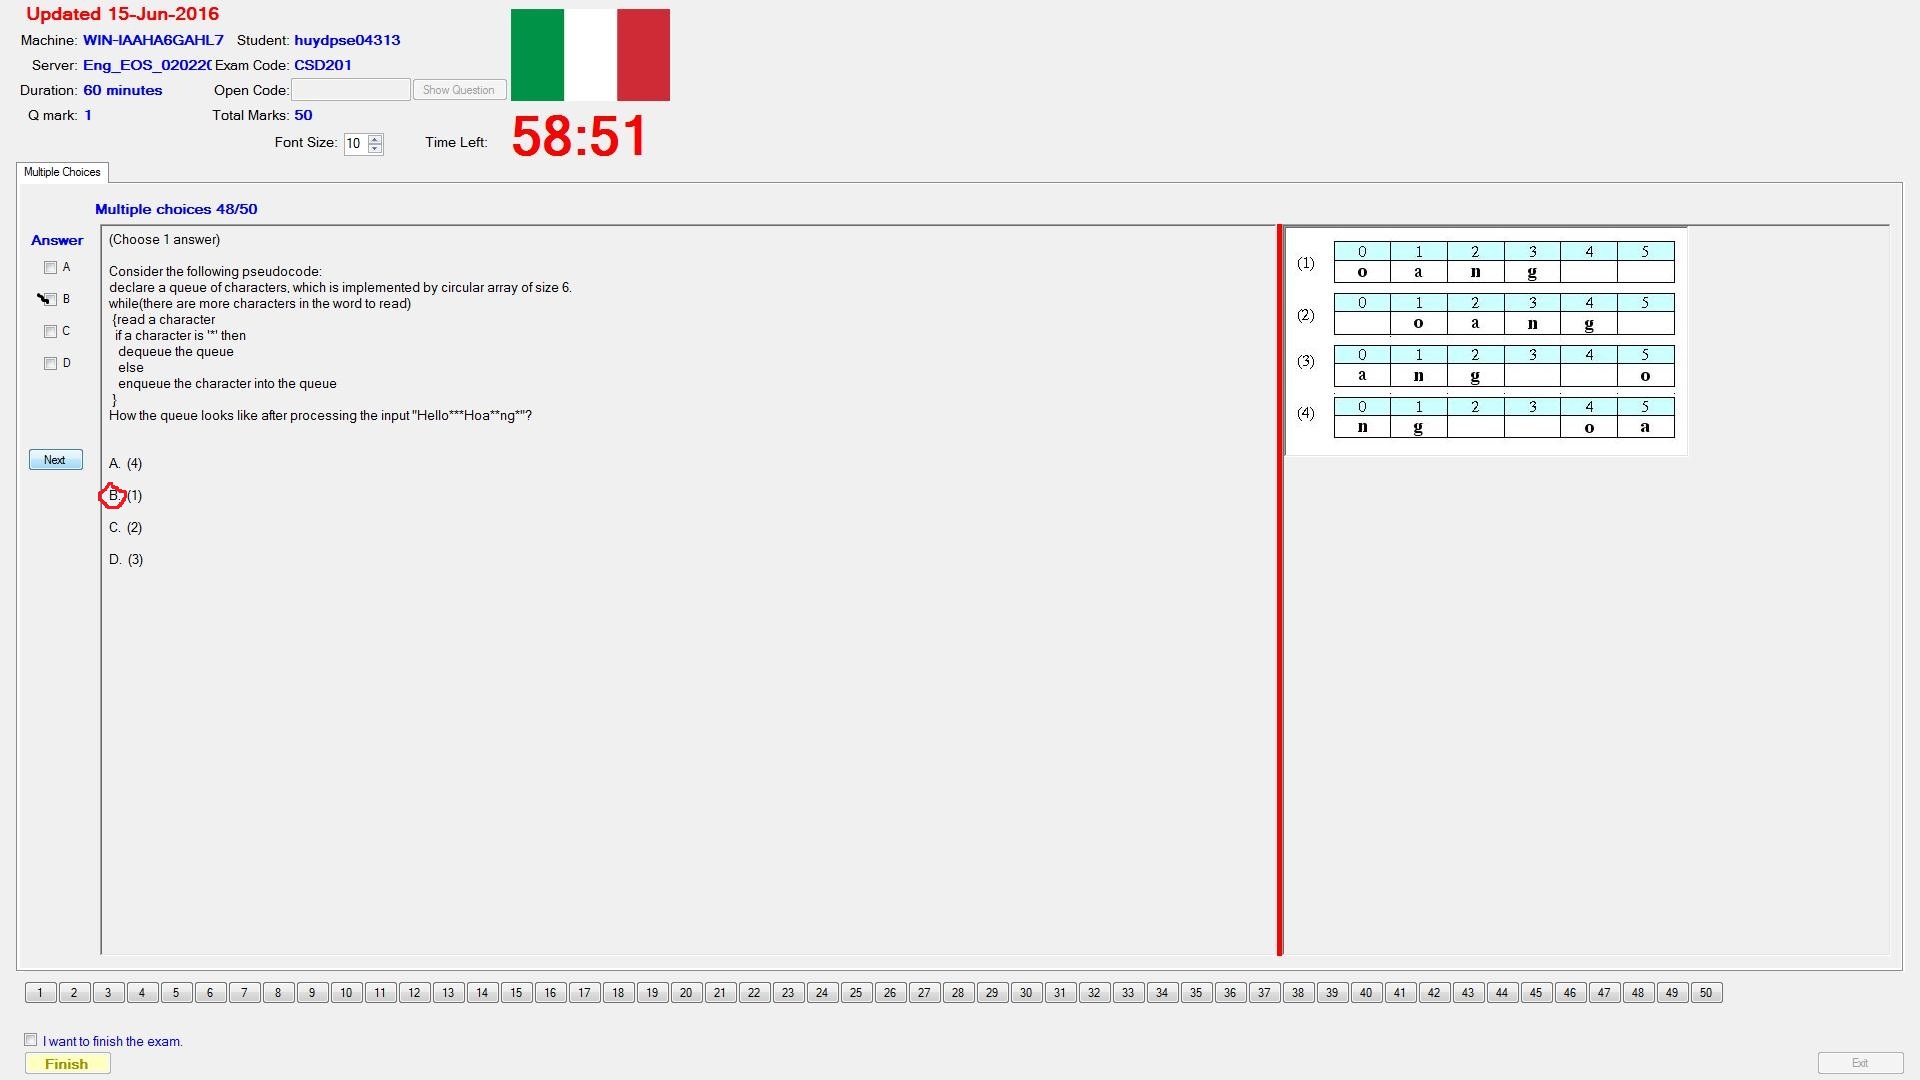 Updated 15-Jun-2016
Machine: WIN-IAAHA6GAHL7 Student: huydpse04313
Server: Eng_EOS_020220 Exam Code: CSD201
Duration: 60 minutes Open Code: Show Question
Q mark: 1 Total Marks: 50
Font Size: 10 Time Left: 58:51
Multiple Choices
Multiple choices 48/50
Answer
A
B
C
D
Next
(Choose 1 answer)
Consider the following pseudocode:
declare a queue of characters, which is implemented by circular array of size 6.
while(there are more characters in the word to read)
{read a character
if a character is '*' then
dequeue the queue
else
enqueue the character into the queue
}
How the queue looks like after processing the input "Hello***Hoa**ng*"?
A. (4)
B. (1)
C. (2)
D. (3)
0 1 2 3 4 5
(1) o a n g
0 1 2 3 4 5
(2) o a n g
0 1 2 3 4 5
(3) a n g o
0 1 2 3 4 5
(4) n g o a
1 2 3 4 5 6 7 8 9 10 11 12 13 14 15 16 17 18 19 20 21 22 23 24 25 26 27 28 29 30 31 32 33 34 35 36 37 38 39 40 41 42 43 44 45 46 47 48 49 50
I want to finish the exam.
Finish
Exit